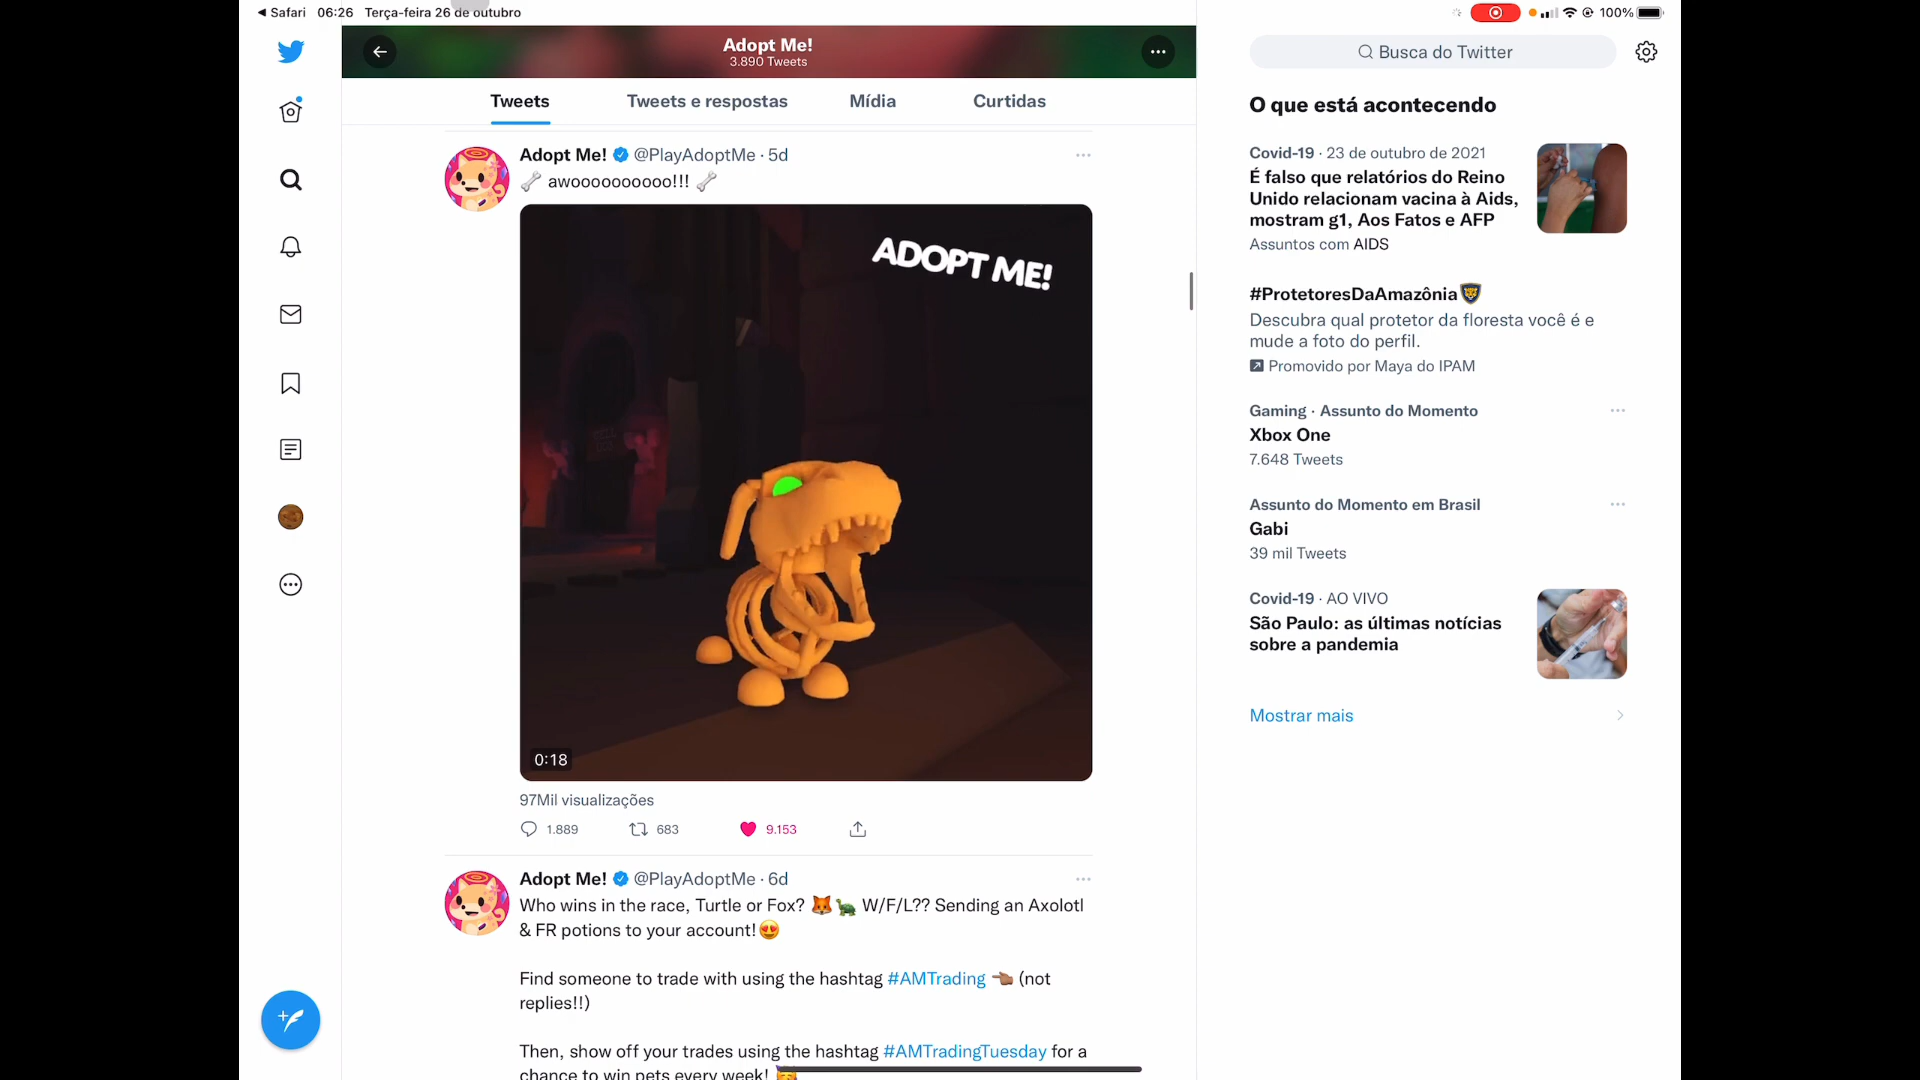 ◀ Safari 06:26 Terça-feira 26 de outubro
100%
Adopt Me!
3.890 Tweets
Tweets
Tweets e respostas
Mídia
Curtidas
Adopt Me! @PlayAdoptMe · 5d
🦴 awoooooooooo!!! 🦴
ADOPT ME!
0:18
97Mil visualizações
1.889
683
9.153
Adopt Me! @PlayAdoptMe · 6d
Who wins in the race, Turtle or Fox? 🦊🐢 W/F/L?? Sending an Axolotl
& FR potions to your account!😍
Find someone to trade with using the hashtag #AMTrading 👈🏽 (not
replies!!)
Then, show off your trades using the hashtag #AMTradingTuesday for a
chance to win pets every week! 🥳
Busca do Twitter
O que está acontecendo
Covid-19 · 23 de outubro de 2021
É falso que relatórios do Reino
Unido relacionam vacina à Aids,
mostram g1, Aos Fatos e AFP
Assuntos com AIDS
#ProtetoresDaAmazônia
Descubra qual protetor da floresta você é e
mude a foto do perfil.
Promovido por Maya do IPAM
Gaming · Assunto do Momento
Xbox One
7.648 Tweets
Assunto do Momento em Brasil
Gabi
39 mil Tweets
Covid-19 · AO VIVO
São Paulo: as últimas notícias
sobre a pandemia
Mostrar mais